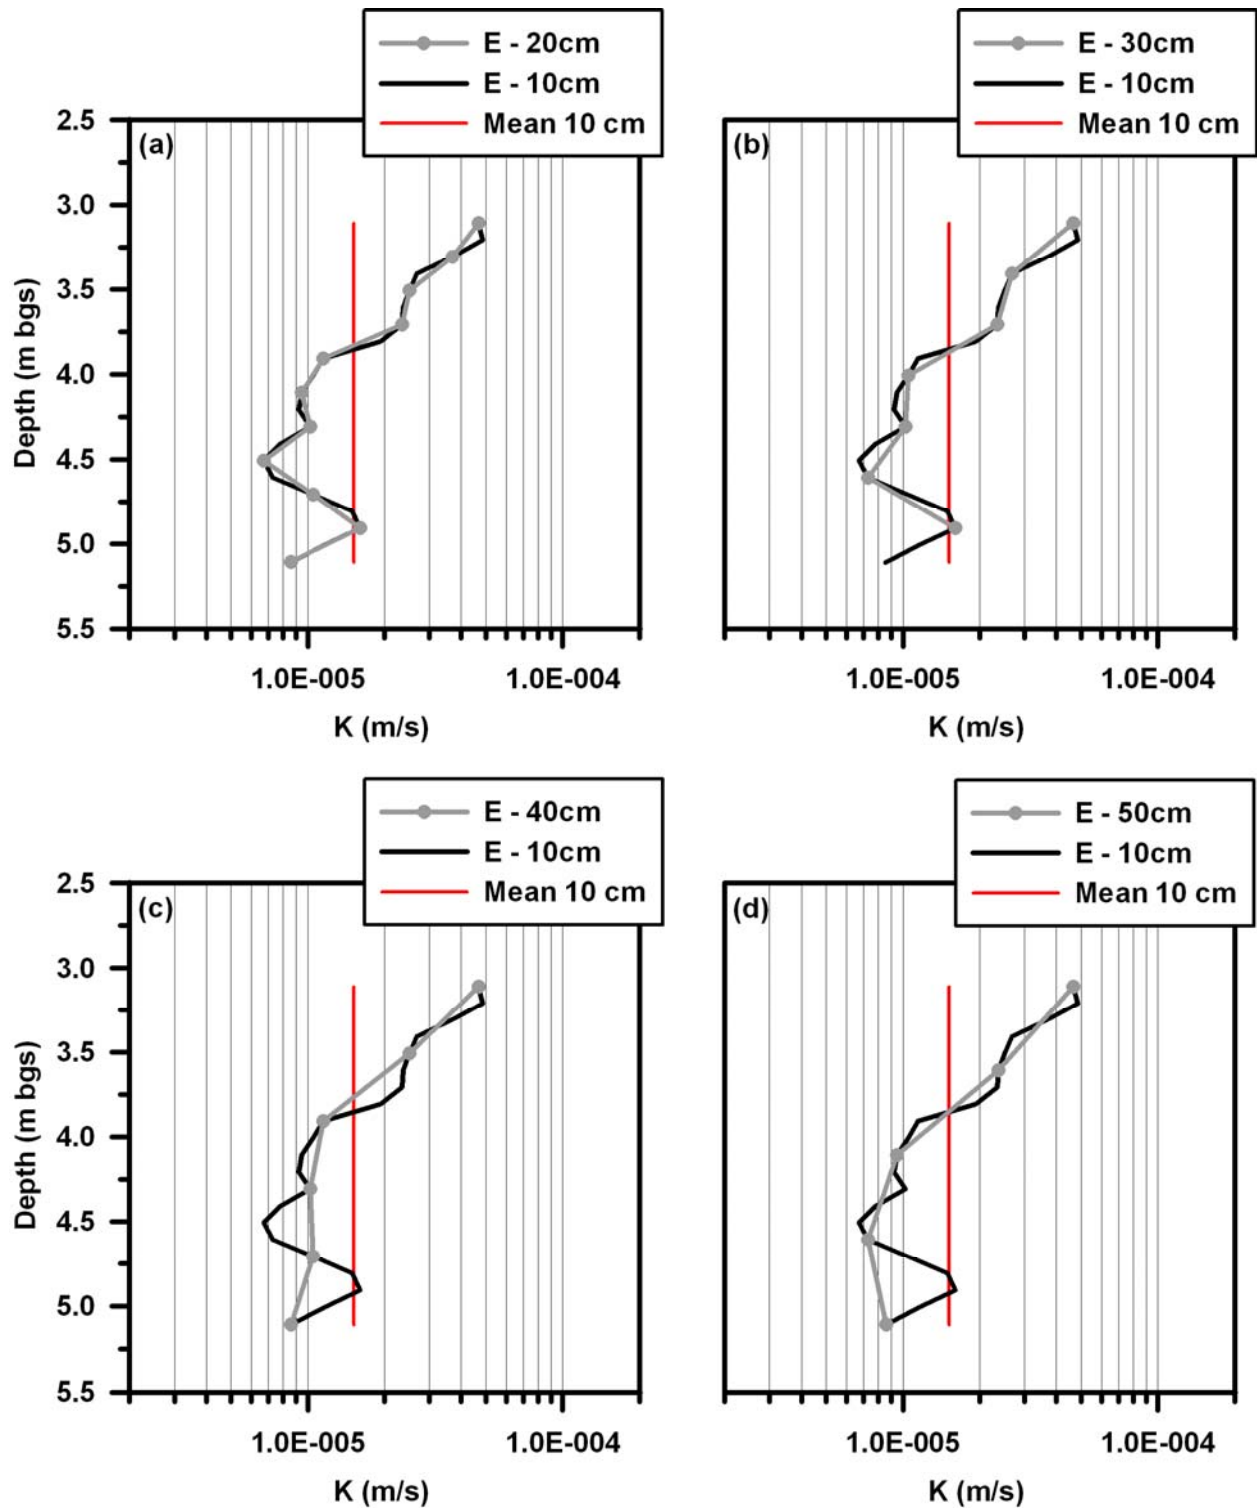 E - 20cm
E - 10cm
Mean 10 cm
E - 30cm
E - 10cm
Mean 10 cm
(a)
(b)
2.5
3.0
3.5
4.0
4.5
5.0
5.5
Depth (m bgs)
1.0E-005 1.0E-004
K (m/s)
1.0E-005 1.0E-004
K (m/s)
E - 40cm
E - 10cm
Mean 10 cm
E - 50cm
E - 10cm
Mean 10 cm
(c)
(d)
2.5
3.0
3.5
4.0
4.5
5.0
5.5
Depth (m bgs)
1.0E-005 1.0E-004
K (m/s)
1.0E-005 1.0E-004
K (m/s)